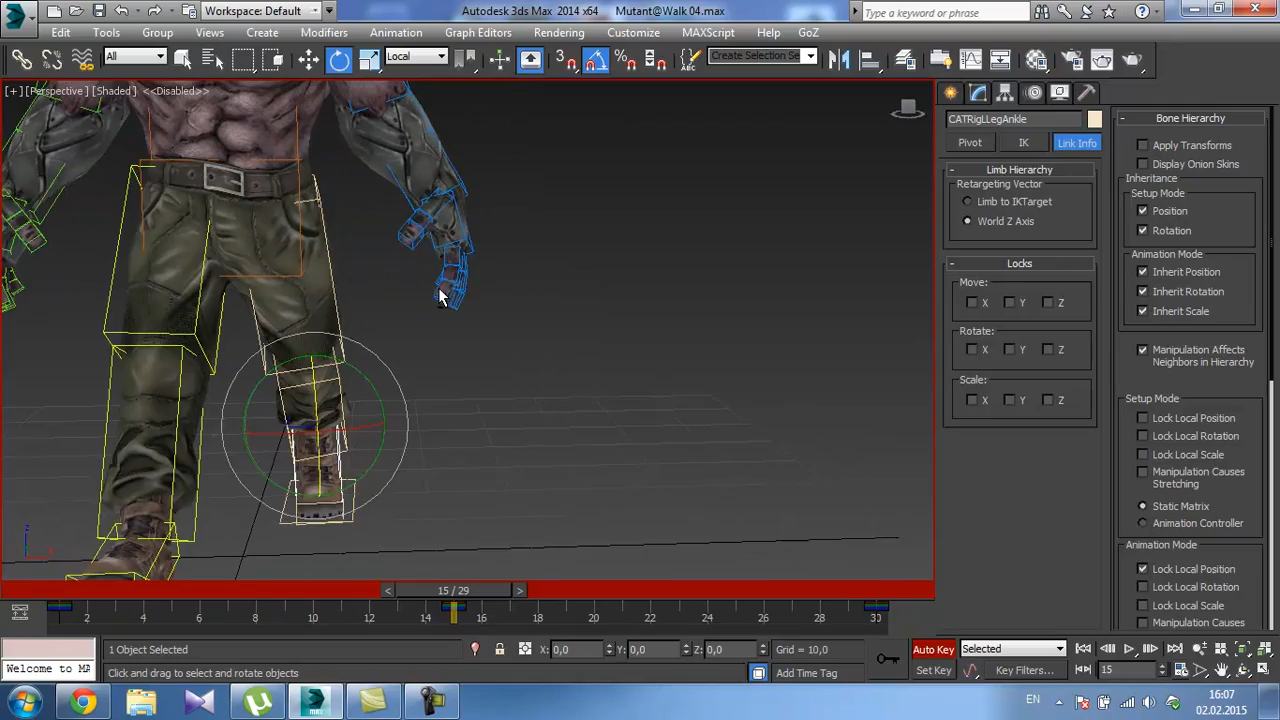 Workspace: Default
Autodesk 3ds Max 2014 x64
Mutant@Walk 04.max
Type a keyword or phrase
Edit Tools Group Views Create Modifiers Animation Graph Editors Rendering Customize MAXScript Help GoZ
All
Local
3
Create Selection Se
[+] [Perspective] [Shaded] <<Disabled>>
CATRigLLegAnkle
Pivot IK Link Info
- Limb Hierarchy
Retargeting Vector
Limb to IKTarget
World Z Axis
- Locks
Move: X Y Z
Rotate: X Y Z
Scale: X Y Z
- Bone Hierarchy
Apply Transforms
Display Onion Skins
Inheritance
Setup Mode
Position
Rotation
Animation Mode
Inherit Position
Inherit Rotation
Inherit Scale
Manipulation Affects
Neighbors in Hierarchy
Setup Mode
Lock Local Position
Lock Local Rotation
Lock Local Scale
Manipulation Causes
Stretching
Static Matrix
Animation Controller
Animation Mode
Lock Local Position
Lock Local Rotation
Lock Local Scale
Manipulation Causes
z
x
< 15 / 29 >
2 4 6 8 10 12 14 16 18 20 22 24 26 28 30
1 Object Selected
X: 0,0 Y: 0,0 Z: 0,0 Grid = 10,0
Auto Key Selected
Welcome to MA
Click and drag to select and rotate objects
Add Time Tag
Set Key Key Filters... 15
EN
16:07
02.02.2015